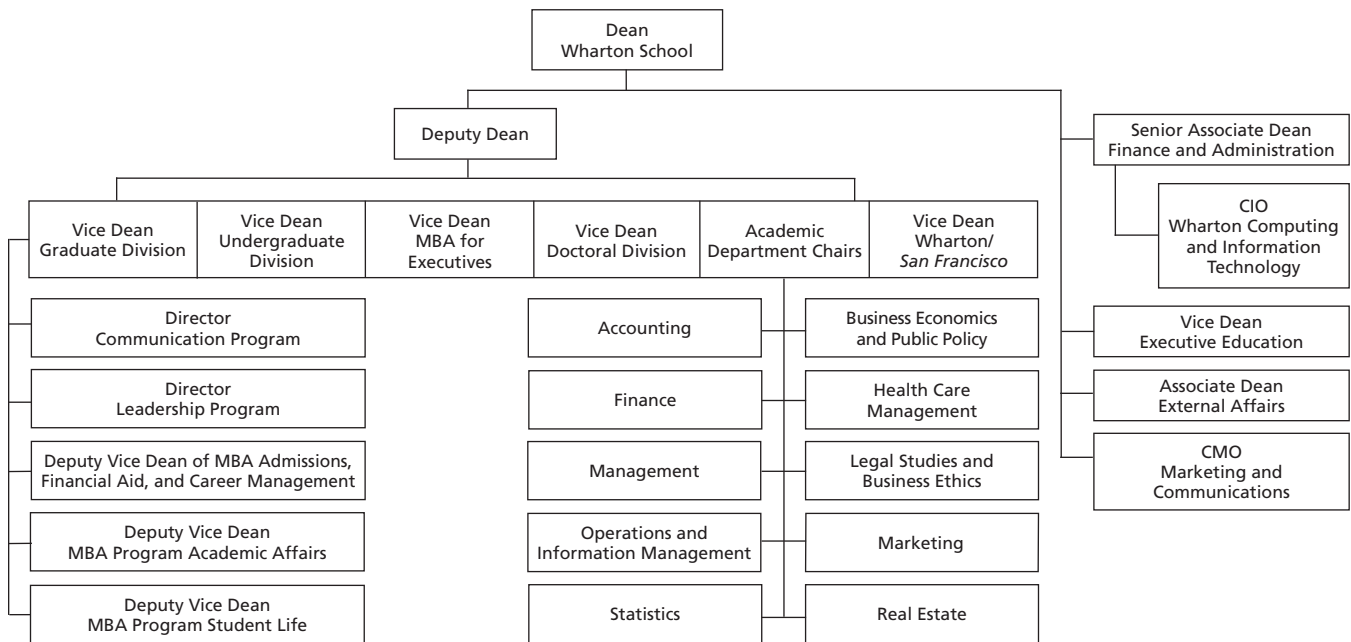 Dean
Wharton School
Deputy Dean
Senior Associate Dean
Finance and Administration
CIO
Wharton Computing
and Information
Technology
Vice Dean
Executive Education
Associate Dean
External Affairs
CMO
Marketing and
Communications
Vice Dean
Graduate Division
Vice Dean
Undergraduate
Division
Vice Dean
MBA for
Executives
Vice Dean
Doctoral Division
Academic
Department Chairs
Vice Dean
Wharton/
San Francisco
Director
Communication Program
Director
Leadership Program
Deputy Vice Dean of MBA Admissions,
Financial Aid, and Career Management
Deputy Vice Dean
MBA Program Academic Affairs
Deputy Vice Dean
MBA Program Student Life
Accounting
Business Economics
and Public Policy
Finance
Health Care
Management
Management
Legal Studies and
Business Ethics
Operations and
Information Management
Marketing
Statistics
Real Estate